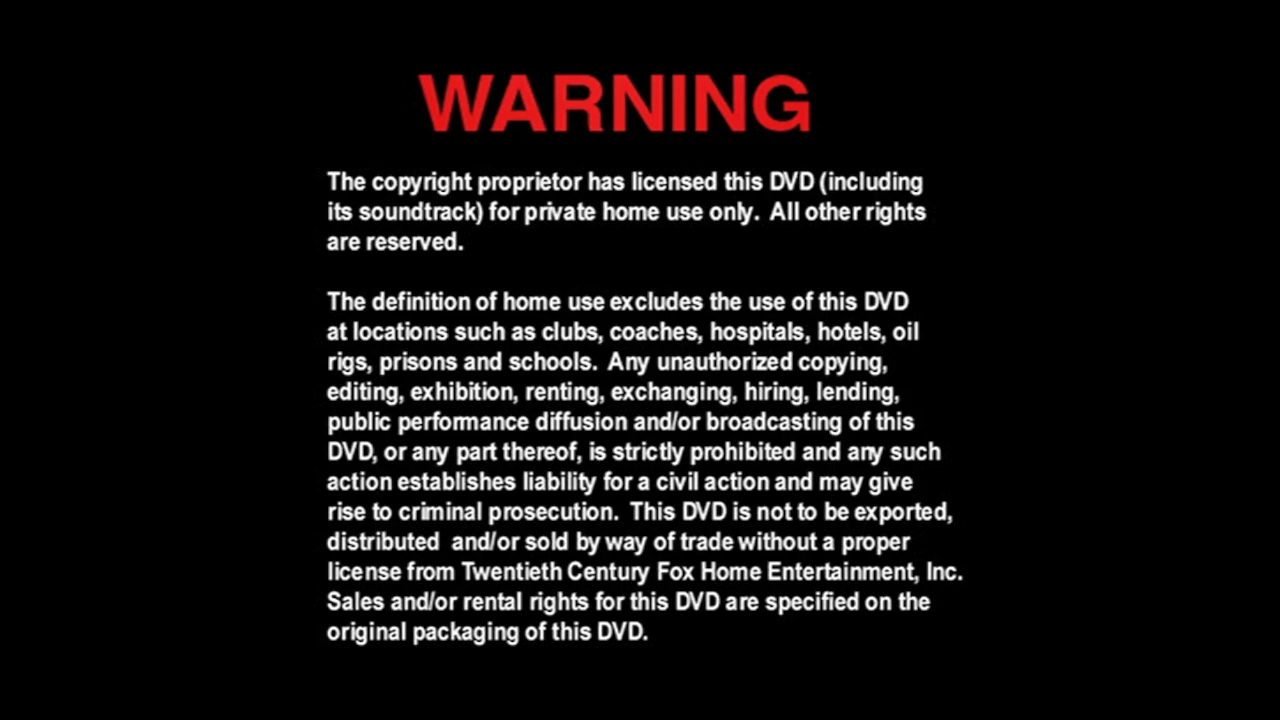 WARNING
The copyright proprietor has licensed this DVD (including
its soundtrack) for private home use only.  All other rights
are reserved.
The definition of home use excludes the use of this DVD
at locations such as clubs, coaches, hospitals, hotels, oil
rigs, prisons and schools.  Any unauthorized copying,
editing, exhibition, renting, exchanging, hiring, lending,
public performance diffusion and/or broadcasting of this
DVD, or any part thereof, is strictly prohibited and any such
action establishes liability for a civil action and may give
rise to criminal prosecution.  This DVD is not to be exported,
distributed  and/or sold by way of trade without a proper
license from Twentieth Century Fox Home Entertainment, Inc.
Sales and/or rental rights for this DVD are specified on the
original packaging of this DVD.